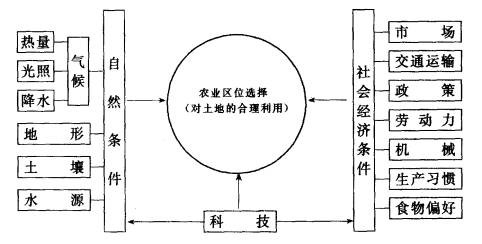 热量
光照
降水
气候
地形
土壤
水源
自然条件
农业区位选择
(对土地的合理利用)
科技
社会经济条件
市场
交通运输
政策
劳动力
机械
生产习惯
食物偏好